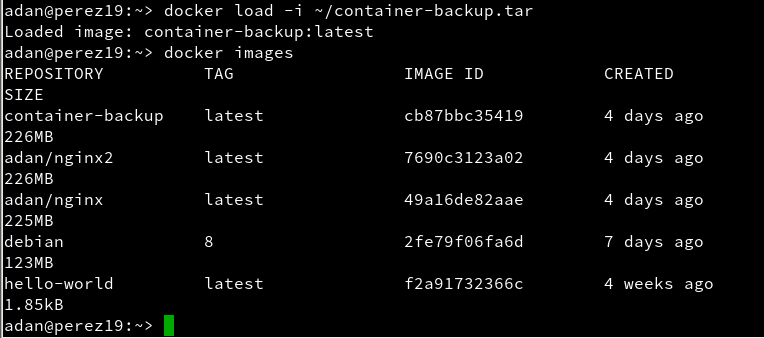 adan@perez19:~> docker load -i ~/container-backup.tar
Loaded image: container-backup:latest
adan@perez19:~> docker images
REPOSITORY          TAG                 IMAGE ID            CREATED
SIZE
container-backup    latest              cb87bbc35419        4 days ago
226MB
adan/nginx2         latest              7690c3123a02        4 days ago
226MB
adan/nginx          latest              49a16de82aae        4 days ago
225MB
debian              8                   2fe79f06fa6d        7 days ago
123MB
hello-world         latest              f2a91732366c        4 weeks ago
1.85kB
adan@perez19:~>